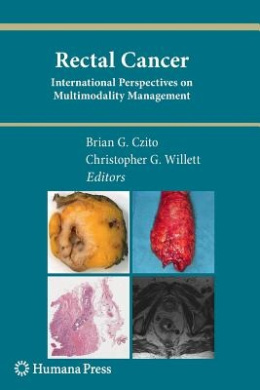 Rectal Cancer
International Perspectives on
Multimodality Management
Brian G. Czito
Christopher G. Willett
Editors
Humana Press